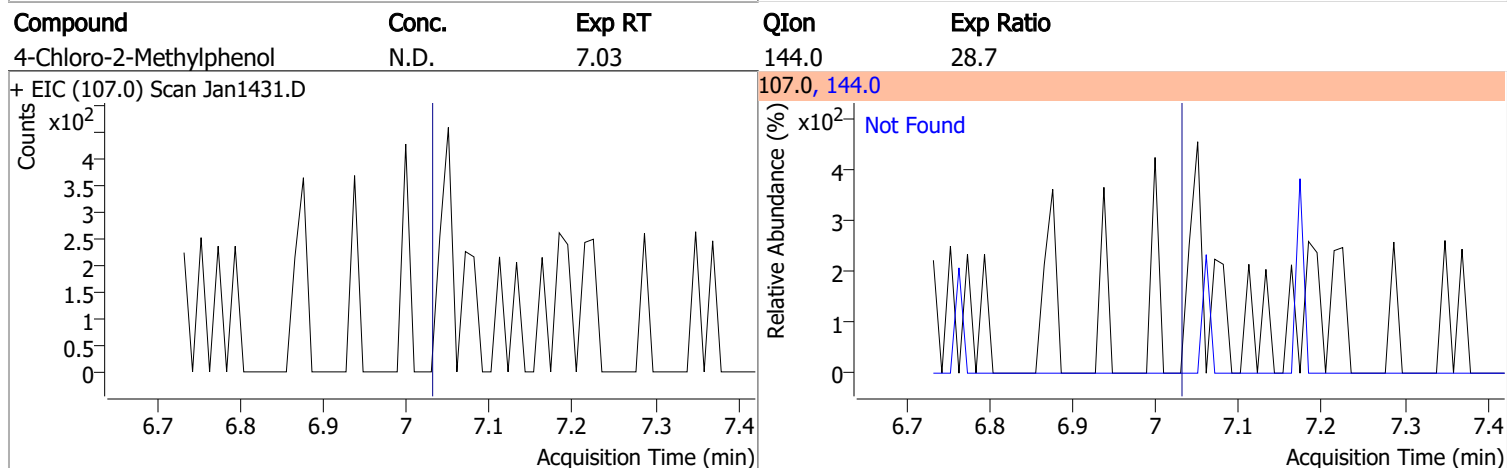 Compound Conc. Exp RT QIon Exp Ratio
4-Chloro-2-Methylphenol N.D. 7.03 144.0 28.7
+ EIC (107.0) Scan Jan1431.D
Counts
x10²
4
3.5
3
2.5
2
1.5
1
0.5
0
6.7 6.8 6.9 7 7.1 7.2 7.3 7.4
Acquisition Time (min)
107.0, 144.0
Relative Abundance (%)
x10²
Not Found
4
3
2
1
0
6.7 6.8 6.9 7 7.1 7.2 7.3 7.4
Acquisition Time (min)